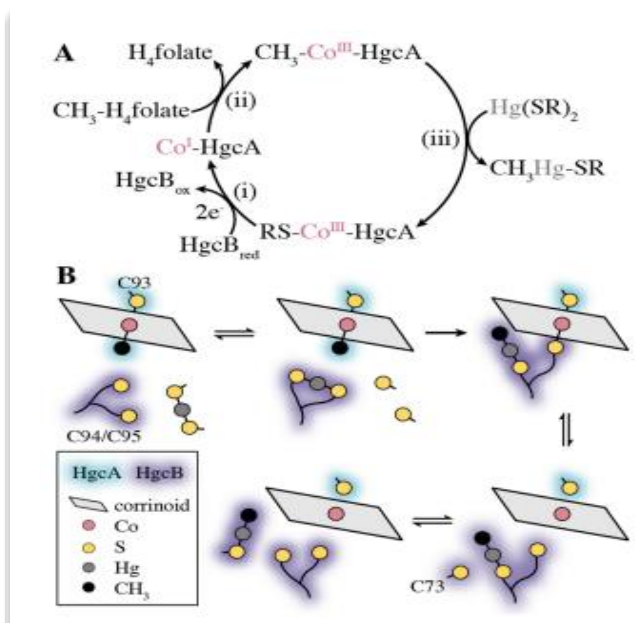 A
H₄folate
CH₃-Coᴵᴵᴵ-HgcA
(ii)
CH₃-H₄folate
Hg(SR)₂
(iii)
Coᴵ-HgcA
CH₃Hg-SR
HgcBₒₓ
(i)
2e⁻
RS-Coᴵᴵᴵ-HgcA
HgcB_red
B
C93
C94/C95
HgcA HgcB
corrinoid
Co
S
Hg
CH₃
C73